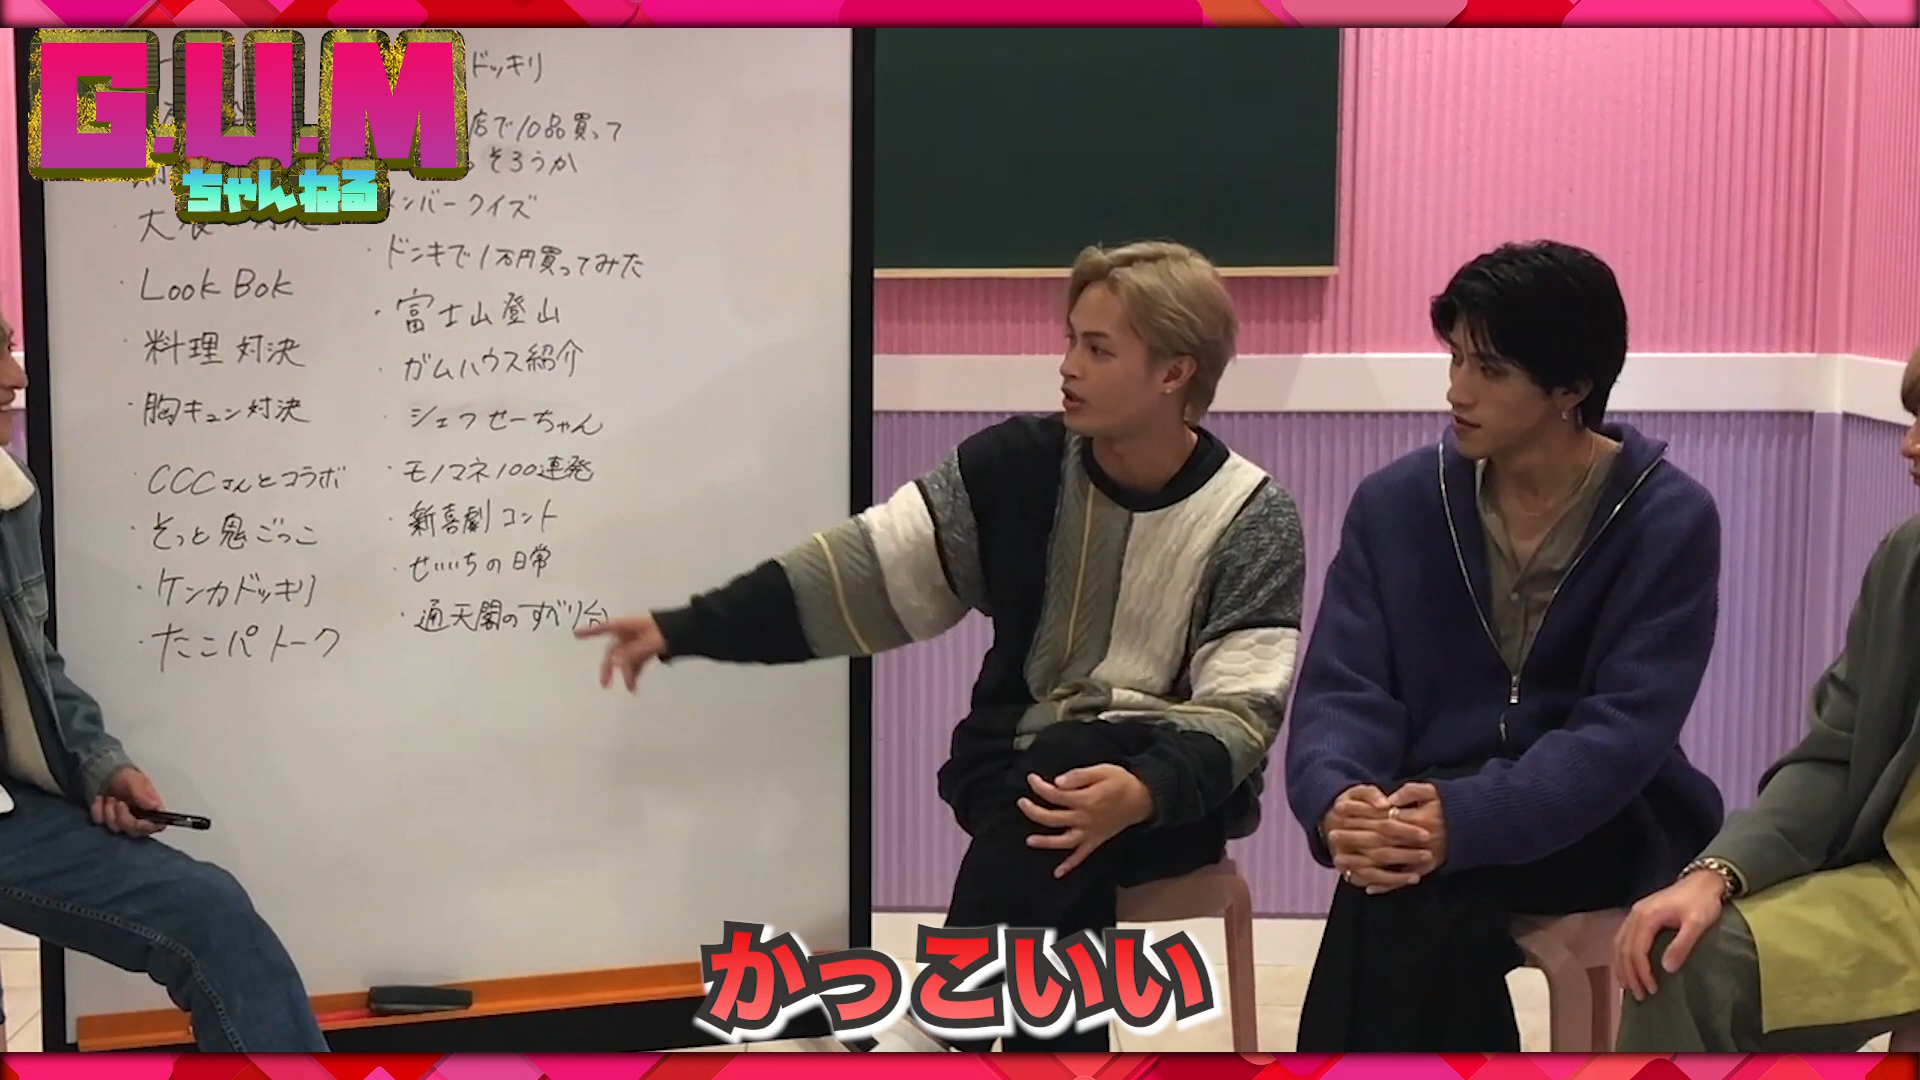 G.U.M
ちゃんねる
大食い対決
Look Bok
料理対決
胸キュン対決
CCCさんとコラボ
そっと鬼ごっこ
ケンカドッキリ
たこパトーク
ドッキリ
店で10品買って
そろうか
メンバークイズ
ドンキで1万円買ってみた
富士山登山
ガムハウス紹介
シェフせーちゃん
モノマネ100連発
新喜劇コント
せいいちの日常
通天閣のすべり台
かっこいい